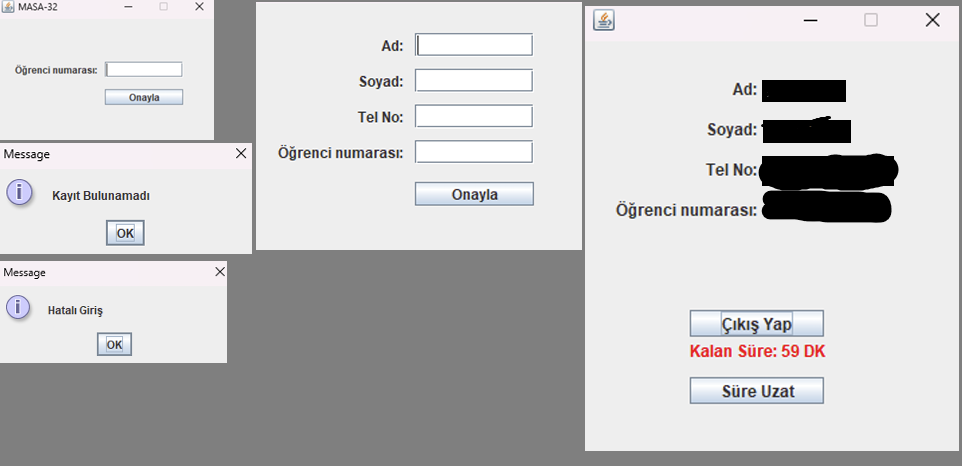 MASA-32
Öğrenci numarası:
Onayla
Message
Kayıt Bulunamadı
OK
Message
Hatalı Giriş
OK
Ad:
Soyad:
Tel No:
Öğrenci numarası:
Onayla
Ad:
Soyad:
Tel No:
Öğrenci numarası:
Çıkış Yap
Kalan Süre: 59 DK
Süre Uzat